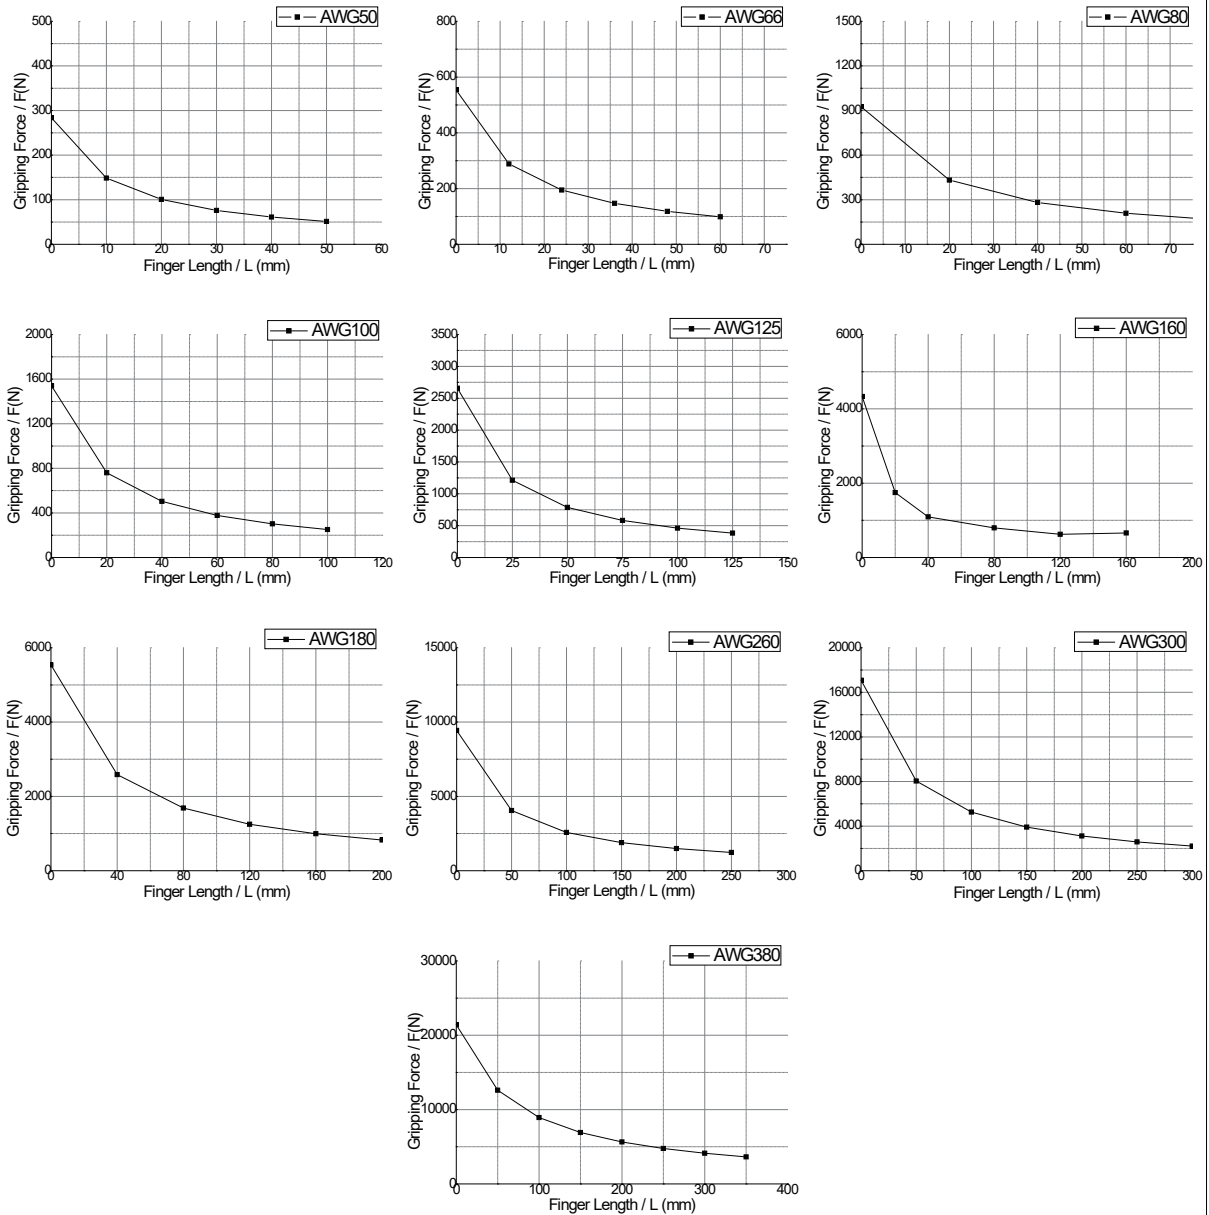 AWG50
500
400
300
200
100
0
Gripping Force / F(N)
0 10 20 30 40 50 60
Finger Length / L (mm)
AWG66
800
600
400
200
0
Gripping Force / F(N)
0 10 20 30 40 50 60 70
Finger Length / L (mm)
AWG80
1500
1200
900
600
300
0
Gripping Force / F(N)
0 10 20 30 40 50 60 70
Finger Length / L (mm)
AWG100
2000
1600
1200
800
400
0
Gripping Force / F(N)
0 20 40 60 80 100 120
Finger Length / L (mm)
AWG125
3500
3000
2500
2000
1500
1000
500
0
Gripping Force / F(N)
0 25 50 75 100 125 150
Finger Length / L (mm)
AWG160
6000
4000
2000
0
Gripping Force / F(N)
0 40 80 120 160 200
Finger Length / L (mm)
AWG180
6000
4000
2000
0
Gripping Force / F(N)
0 40 80 120 160 200
Finger Length / L (mm)
AWG260
15000
10000
5000
0
Gripping Force / F(N)
0 50 100 150 200 250 300
Finger Length / L (mm)
AWG300
20000
16000
12000
8000
4000
0
Gripping Force / F(N)
0 50 100 150 200 250 300
Finger Length / L (mm)
AWG380
30000
20000
10000
0
Gripping Force / F(N)
0 100 200 300 400
Finger Length / L (mm)